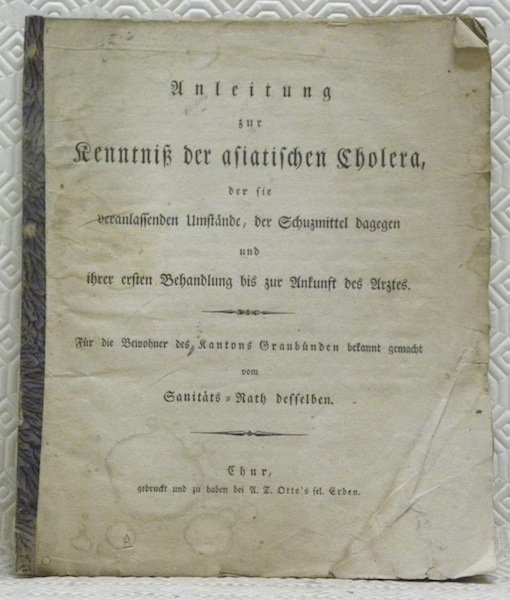 Anleitung
zur
Kenntniß der asiatischen Cholera,
der sie
veranlassenden Umstände, der Schuzmittel dagegen
und
ihrer ersten Behandlung bis zur Ankunft des Arztes.
Für die Bewohner des Kantons Graubünden bekannt gemacht
vom
Sanitäts-Rath desselben.
Chur,
gedruckt und zu haben bei A. T. Otto's sel. Erben.